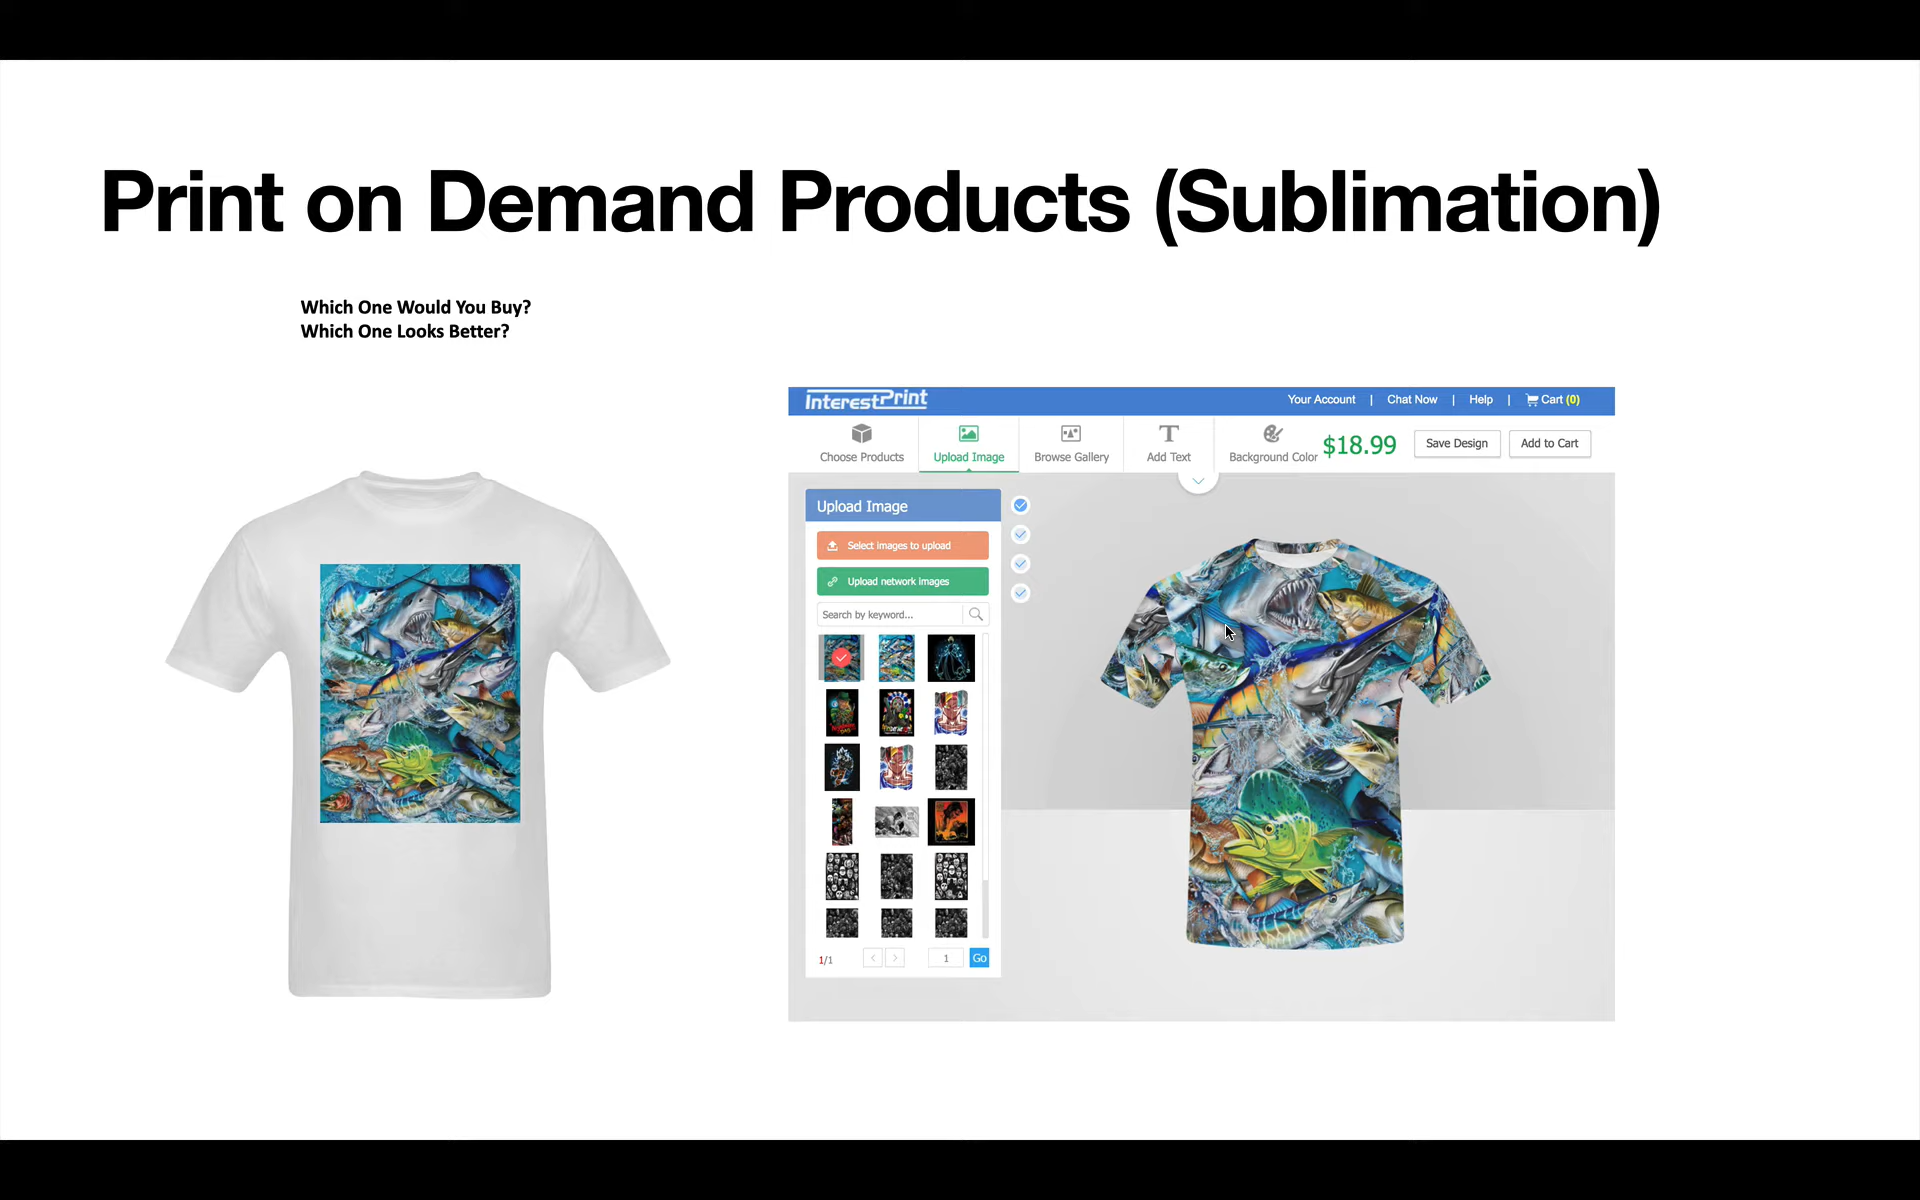 Print on Demand Products (Sublimation)
Which One Would You Buy?
Which One Looks Better?
InterestPrint
Your Account | Chat Now | Help | Cart (0)
Choose Products
Upload Image
Browse Gallery
Add Text
Background Color
$18.99
Save Design
Add to Cart
Upload Image
Select images to upload
Upload network images
Search by keyword...
1/1
1
Go